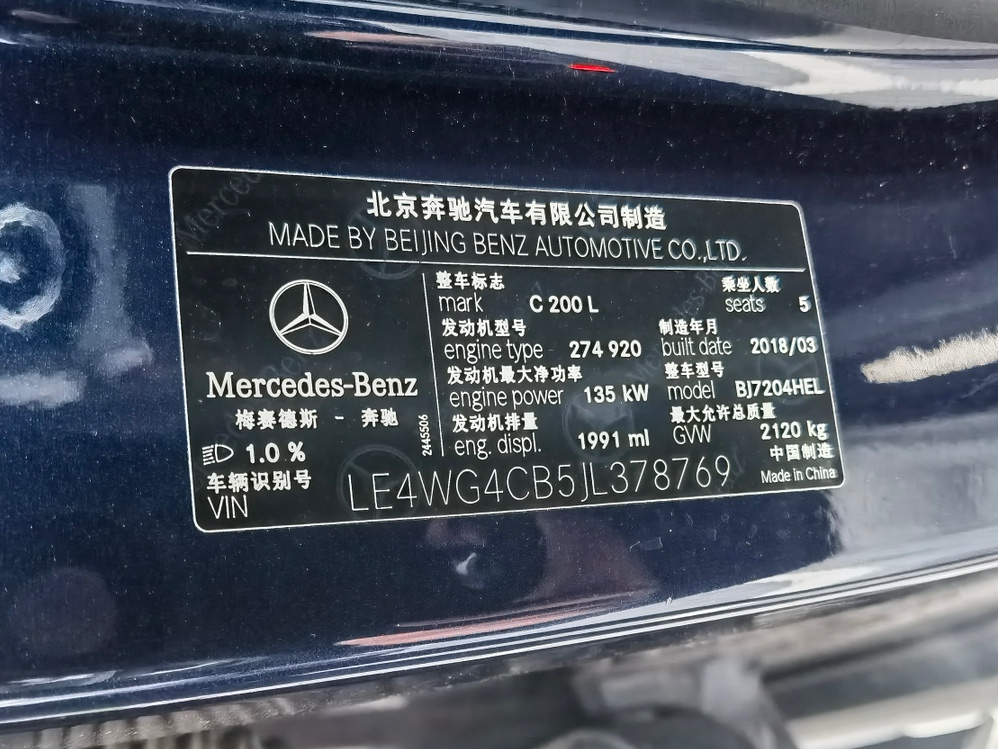 北京奔驰汽车有限公司制造
MADE BY BEIJING BENZ AUTOMOTIVE CO.,LTD.
Mercedes-Benz
梅赛德斯 - 奔驰
1.0 %
2445506
整车标志 乘坐人数
mark C 200 L seats 5
发动机型号 制造年月
engine type 274 920 built date 2018/03
发动机最大净功率 整车型号
engine power 135 kW model BJ7204HEL
发动机排量 最大允许总质量
eng. displ. 1991 ml GVW 2120 kg
中国制造
Made in China
车辆识别号
VIN LE4WG4CB5JL378769